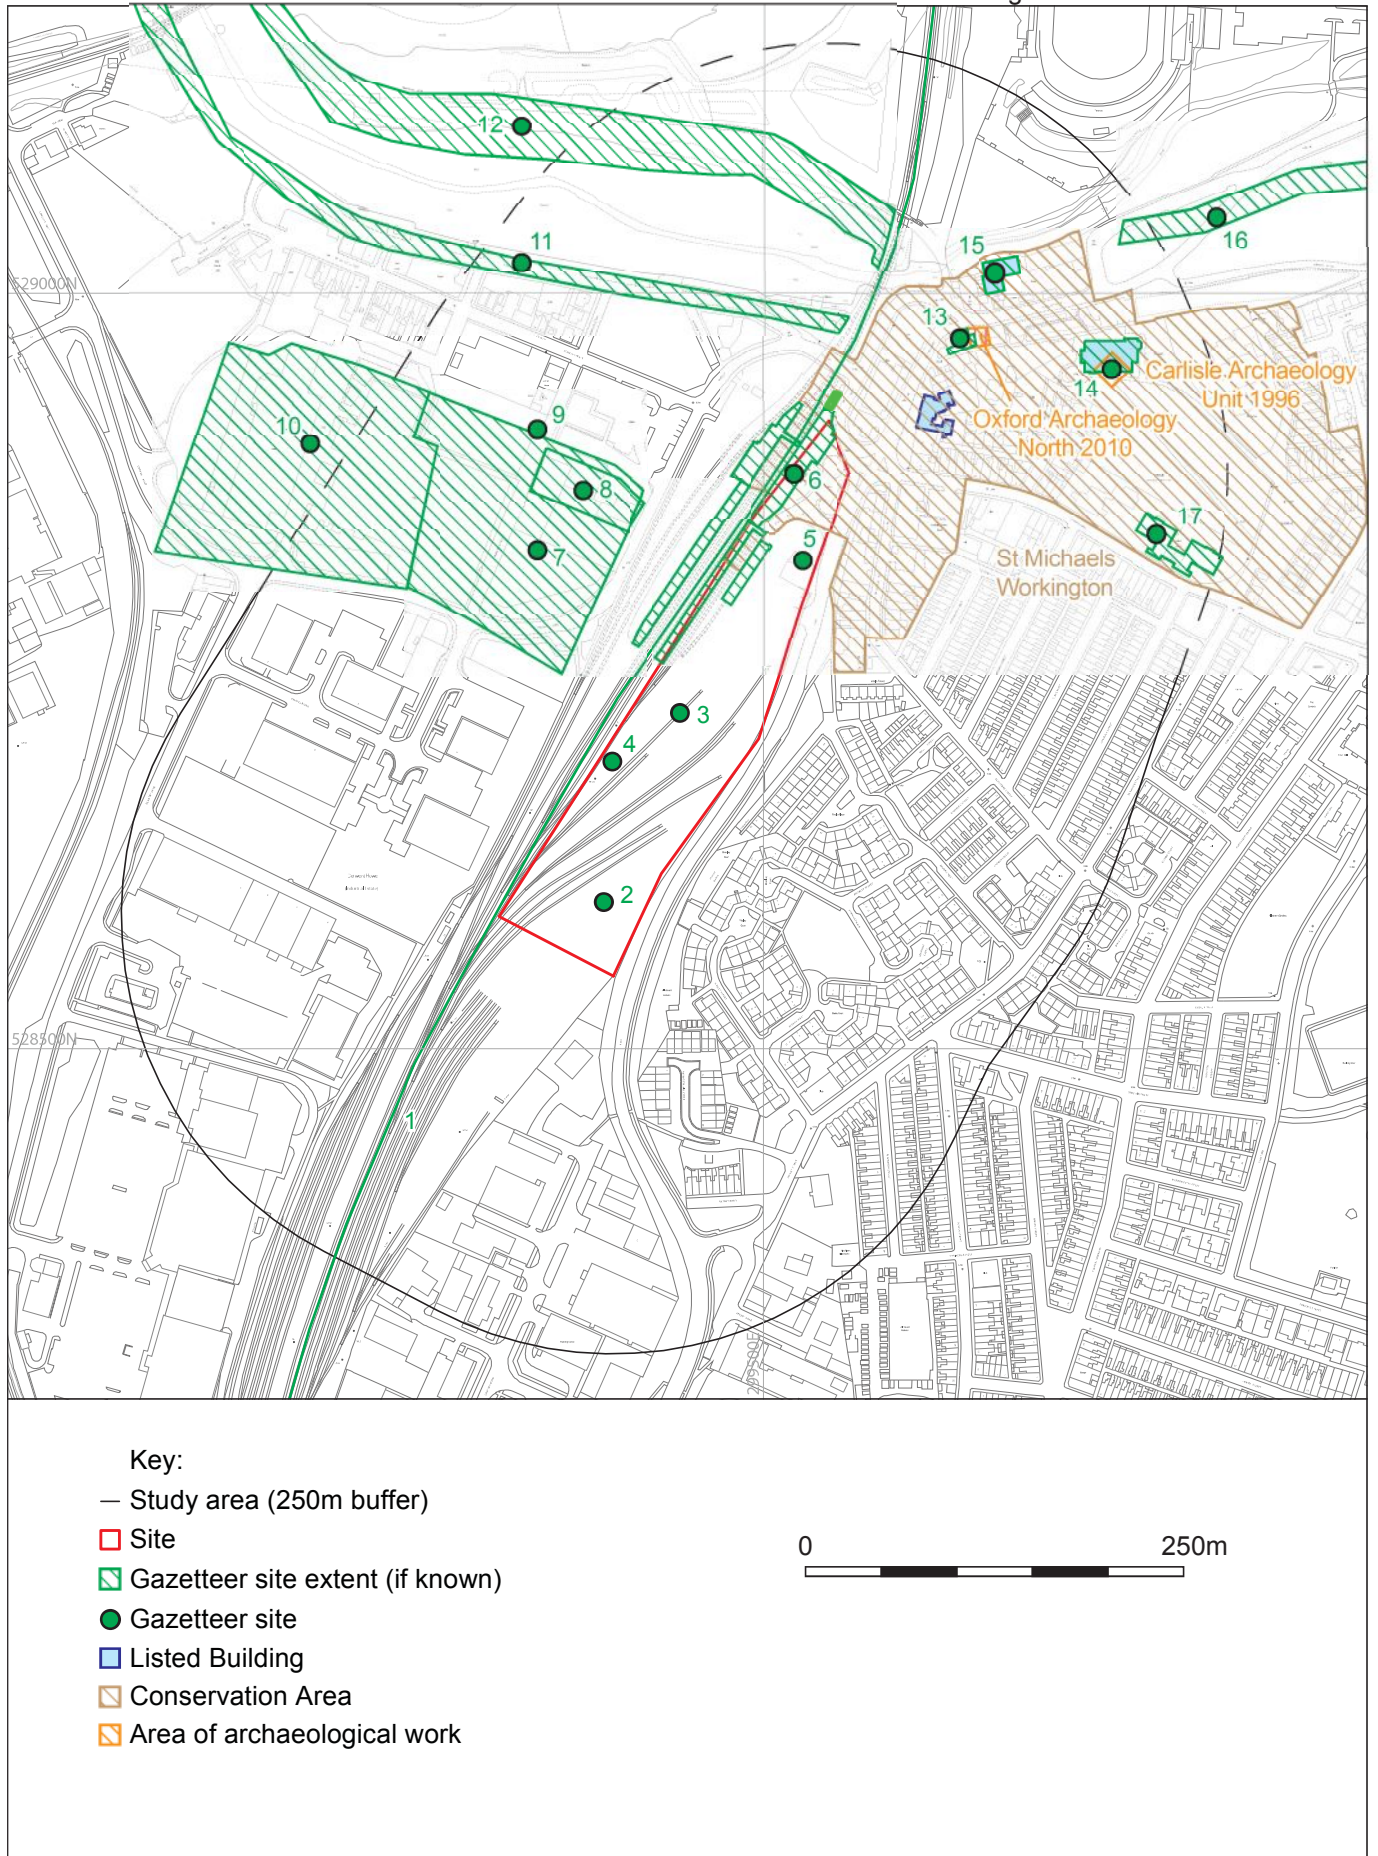 12
11
15
16
529000N
13
14
Carlisle Archaeology
Unit 1996
Oxford Archaeology
North 2010
10
9
8
7
6
5
17
St Michaels
Workington
3
4
2
528500N
1
299500E
Key:
Study area (250m buffer)
Site
Gazetteer site extent (if known)
Gazetteer site
Listed Building
Conservation Area
Area of archaeological work
0 250m